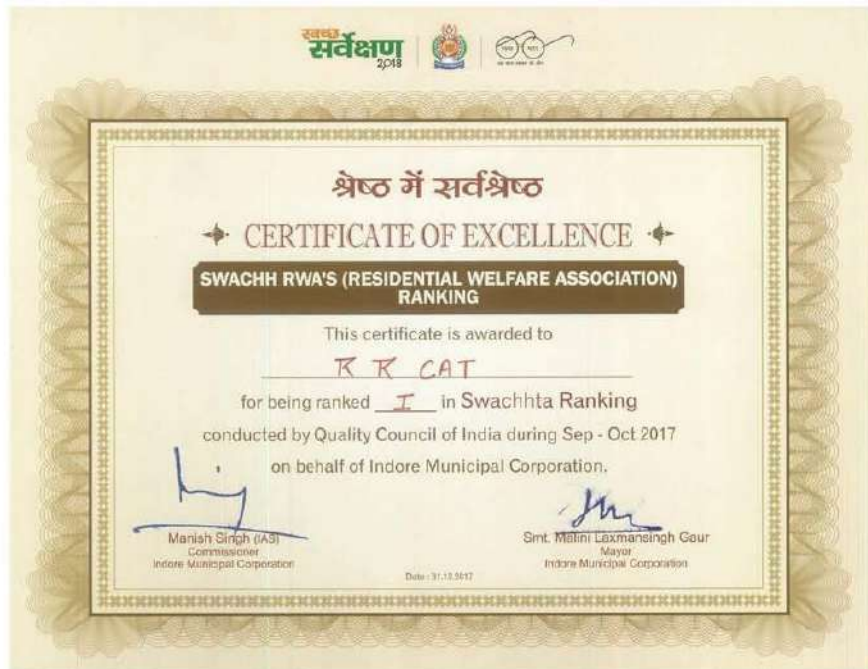 स्वच्छ
सर्वेक्षण
2018
श्रेष्ठ में सर्वश्रेष्ठ
CERTIFICATE OF EXCELLENCE
SWACHH RWA'S (RESIDENTIAL WELFARE ASSOCIATION)
RANKING
This certificate is awarded to
R R CAT
for being ranked I in Swachhta Ranking
conducted by Quality Council of India during Sep - Oct 2017
on behalf of Indore Municipal Corporation.
Manish Singh (IAS)
Commissioner
Indore Municipal Corporation
Smt. Malini Laxmansingh Gaur
Mayor
Indore Municipal Corporation
Date : 31.12.2017